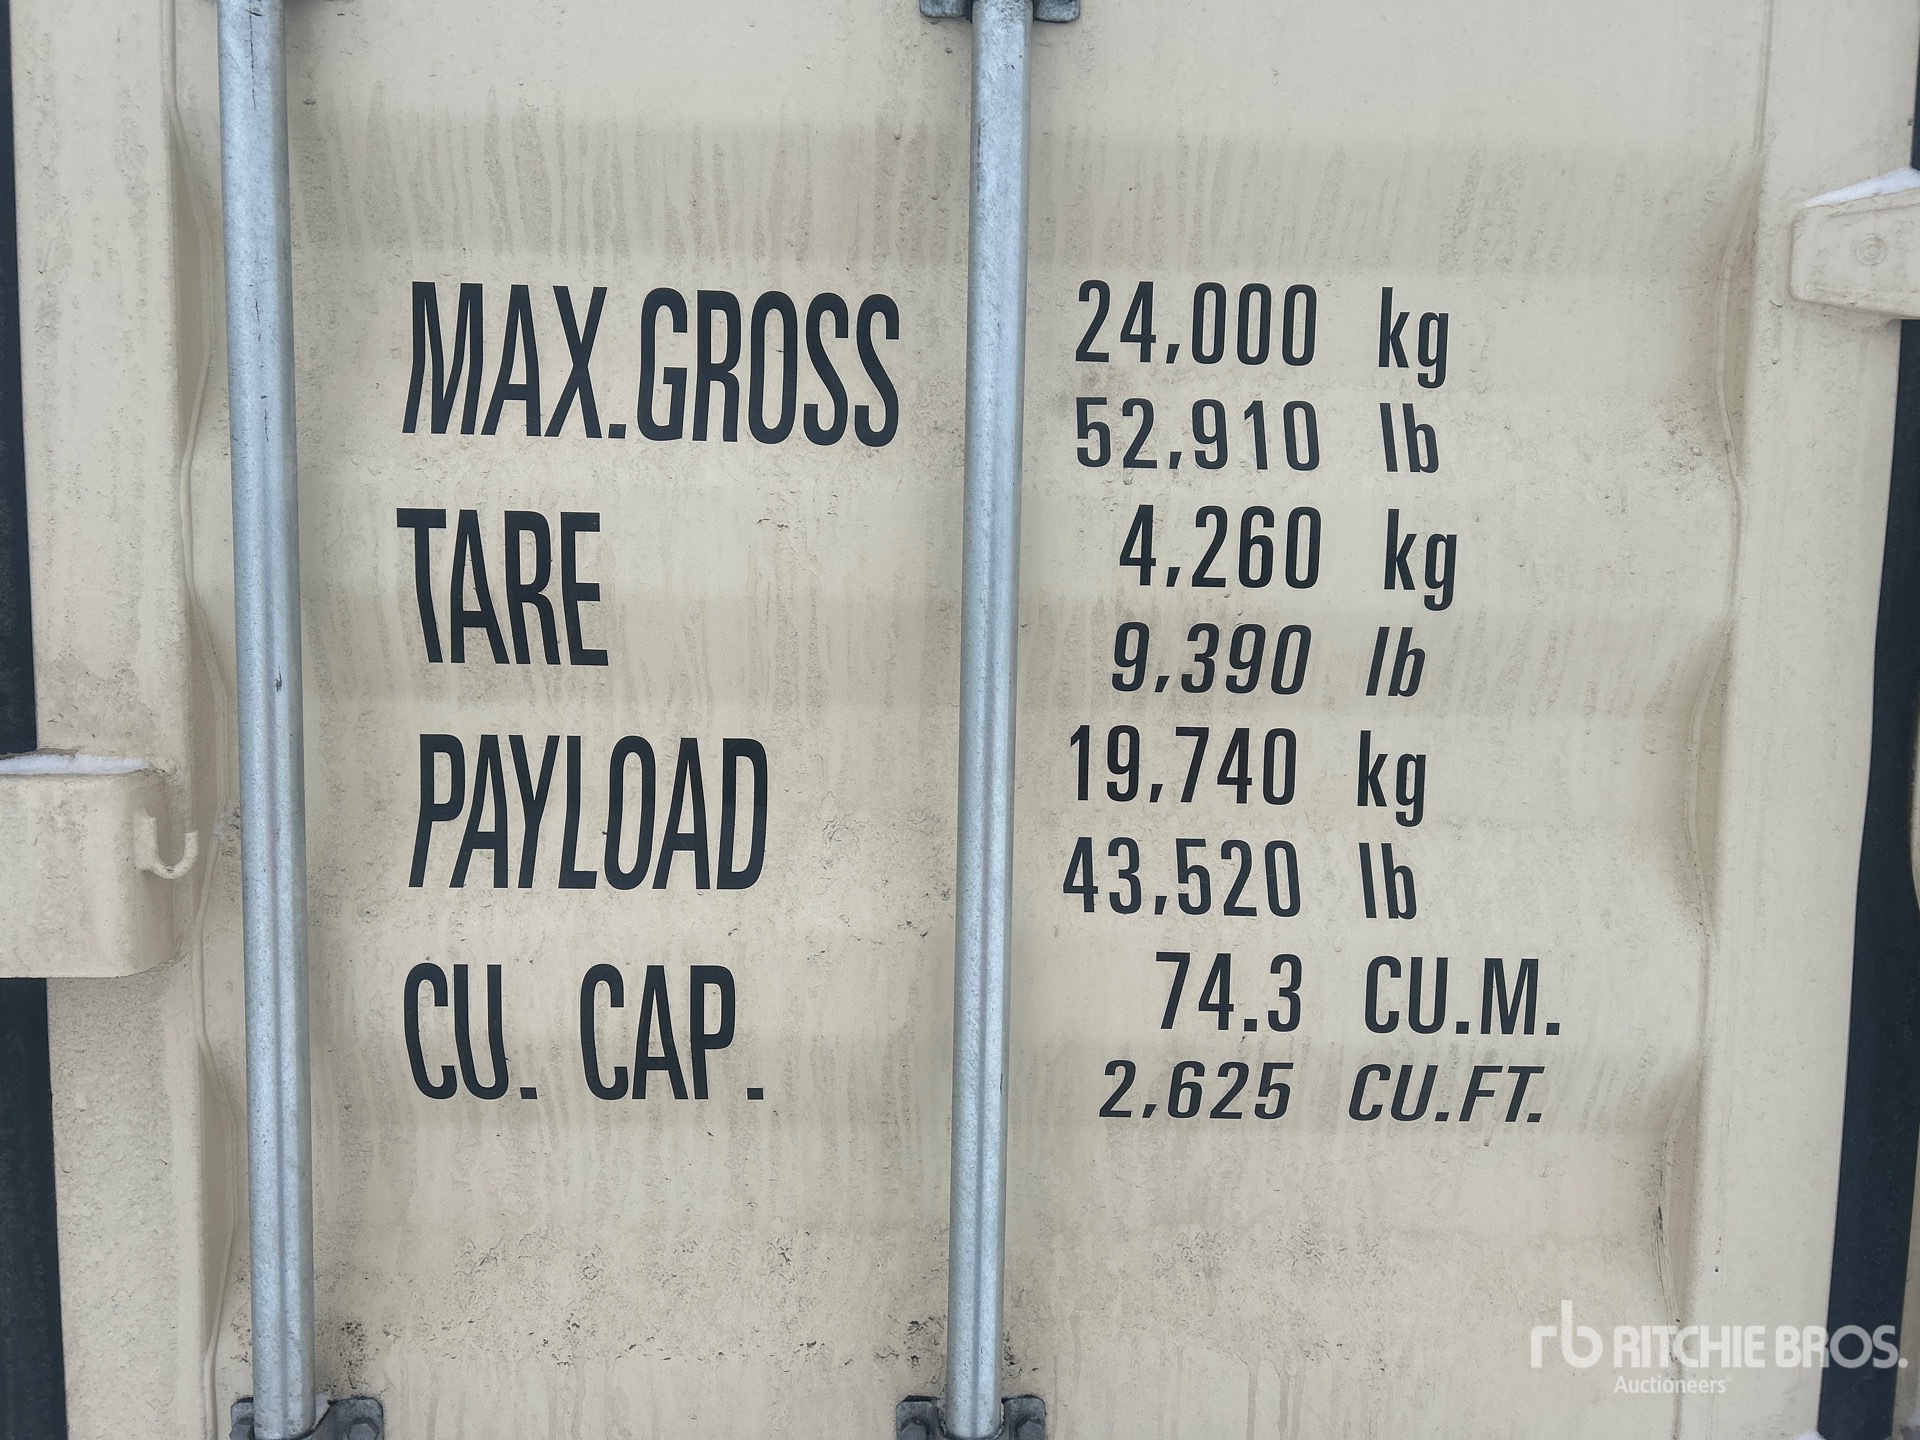 MAX.GROSS 24,000 kg
52,910 lb
TARE 4,260 kg
9,390 lb
PAYLOAD 19,740 kg
43,520 lb
CU. CAP. 74.3 CU.M.
2,625 CU.FT.
rb RITCHIE BROS.
Auctioneers